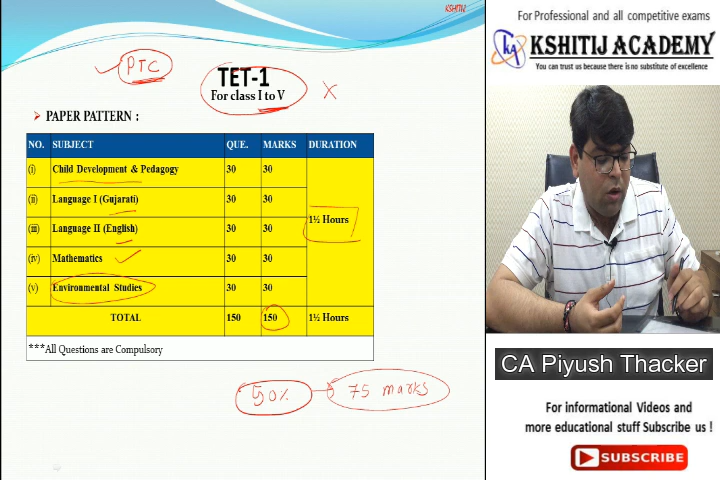 KSHITIZ
For Professional and all competitive exams
KSHITIJ ACADEMY
You can trust us because there is no substitute of excellence
PTC
TET-1
For class I to V
X
PAPER PATTERN :
NO. SUBJECT QUE. MARKS DURATION
(i) Child Development & Pedagogy 30 30
(ii) Language I (Gujarati) 30 30
1½ Hours
(iii) Language II (English) 30 30
(iv) Mathematics 30 30
(v) Environmental Studies 30 30
TOTAL 150 150 1½ Hours
***All Questions are Compulsory
50% → 75 marks
CA Piyush Thacker
For informational Videos and
more educational stuff Subscribe us !
SUBSCRIBE